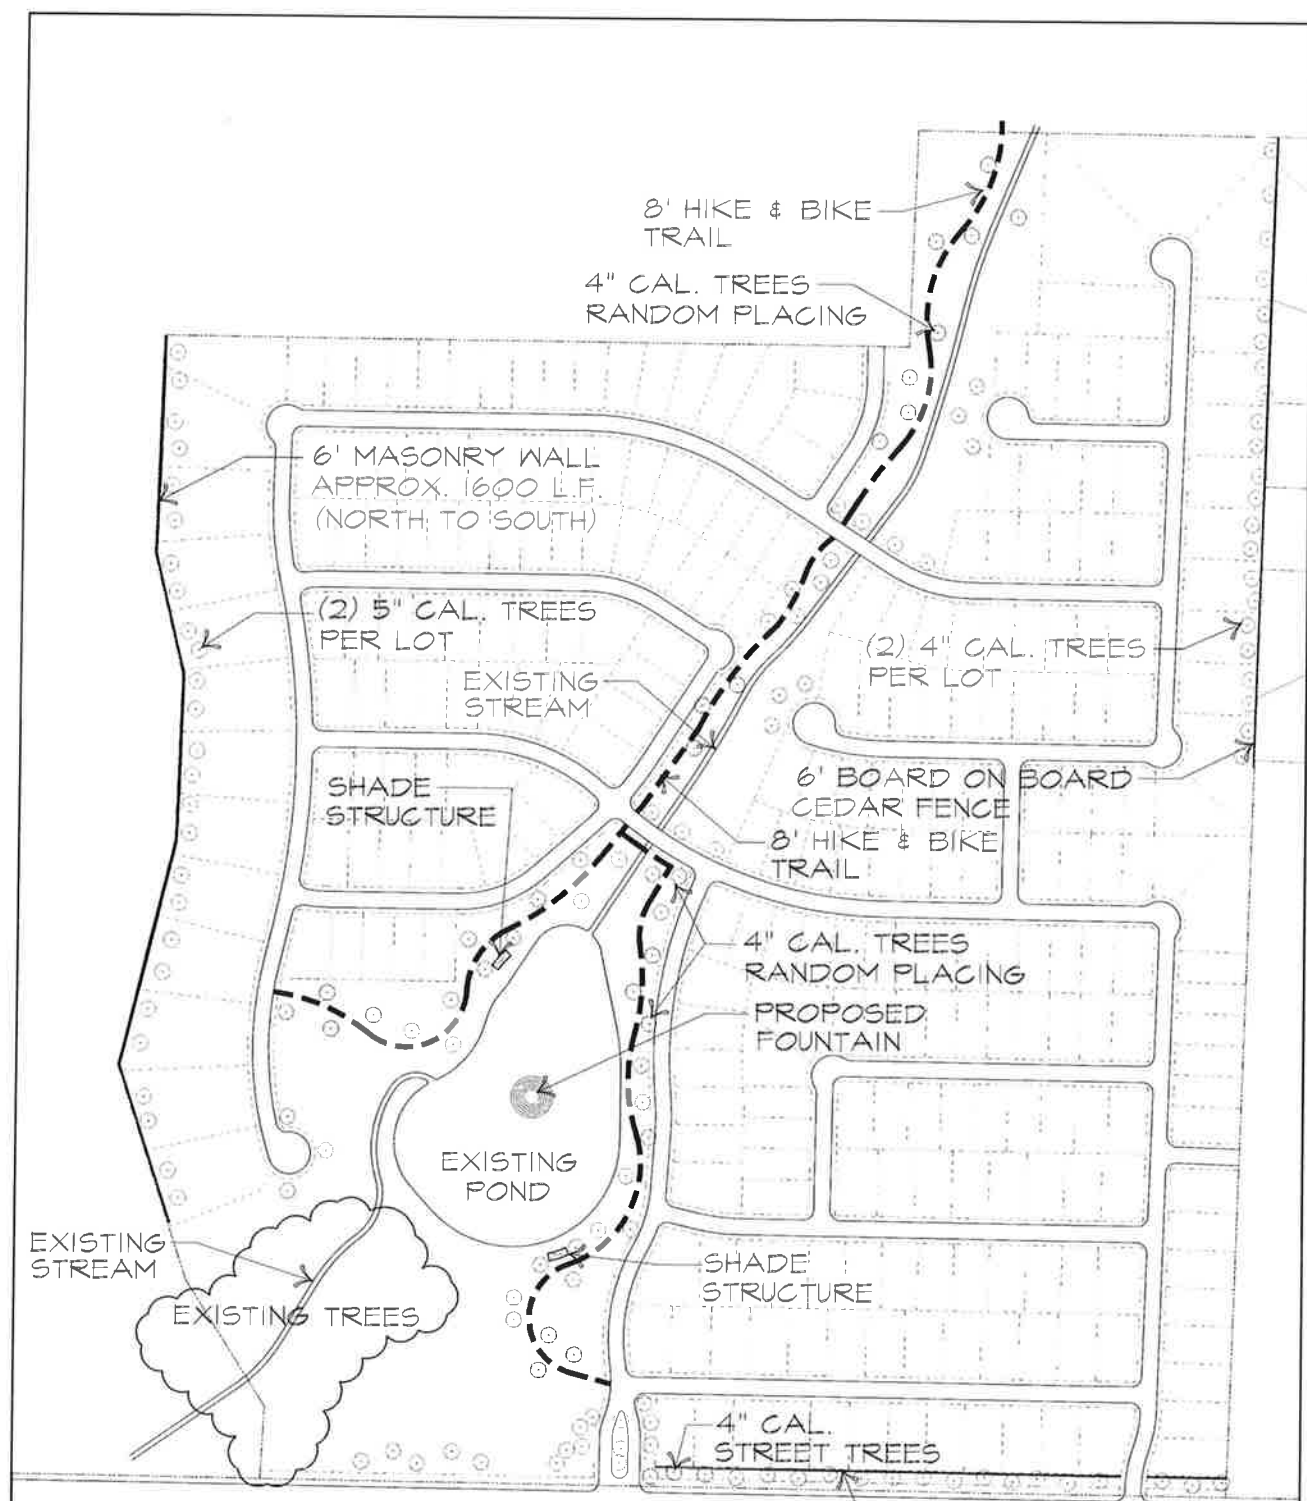 8' HIKE & BIKE
TRAIL
4" CAL. TREES
RANDOM PLACING
6' MASONRY WALL
APPROX. 1600 L.F.
(NORTH TO SOUTH)
(2) 5" CAL. TREES
PER LOT
(2) 4" CAL. TREES
PER LOT
EXISTING
STREAM
SHADE
STRUCTURE
6' BOARD ON BOARD
CEDAR FENCE
8' HIKE & BIKE
TRAIL
4" CAL. TREES
RANDOM PLACING
PROPOSED
FOUNTAIN
EXISTING
POND
EXISTING
STREAM
SHADE
STRUCTURE
EXISTING TREES
4" CAL.
STREET TREES